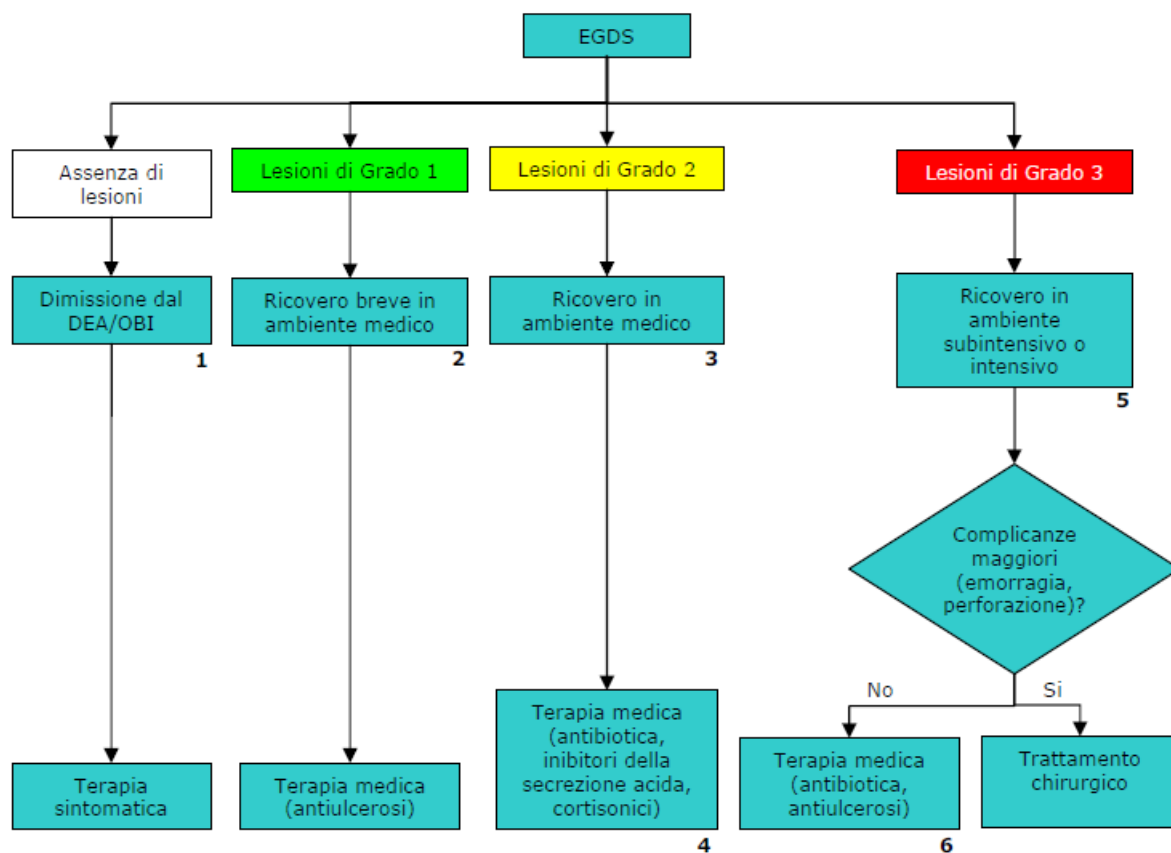 EGDS
Assenza di
lesioni
Lesioni di Grado 1
Lesioni di Grado 2
Lesioni di Grado 3
Dimissione dal
DEA/OBI
1
Ricovero breve in
ambiente medico
2
Ricovero in
ambiente medico
3
Ricovero in
ambiente
subintensivo o
intensivo
5
Complicanze
maggiori
(emorragia,
perforazione)?
No
Si
Terapia
sintomatica
Terapia medica
(antiulcerosi)
Terapia medica
(antibiotica,
inibitori della
secrezione acida,
cortisonici)
4
Terapia medica
(antibiotica,
antiulcerosi)
6
Trattamento
chirurgico